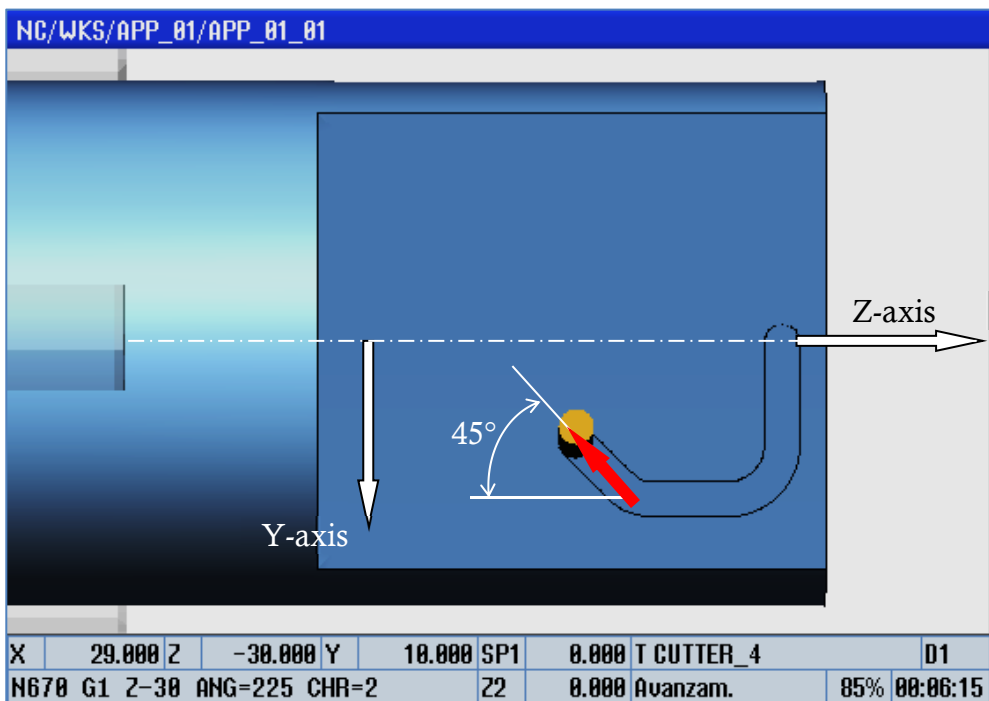 NC/WKS/APP_01/APP_01_01
Z-axis
45°
Y-axis
X 29.000 Z -30.000 Y 10.000 SP1 0.000 T CUTTER_4 D1
N670 G1 Z-30 ANG=225 CHR=2 Z2 0.000 Avanzam. 85% 00:06:15